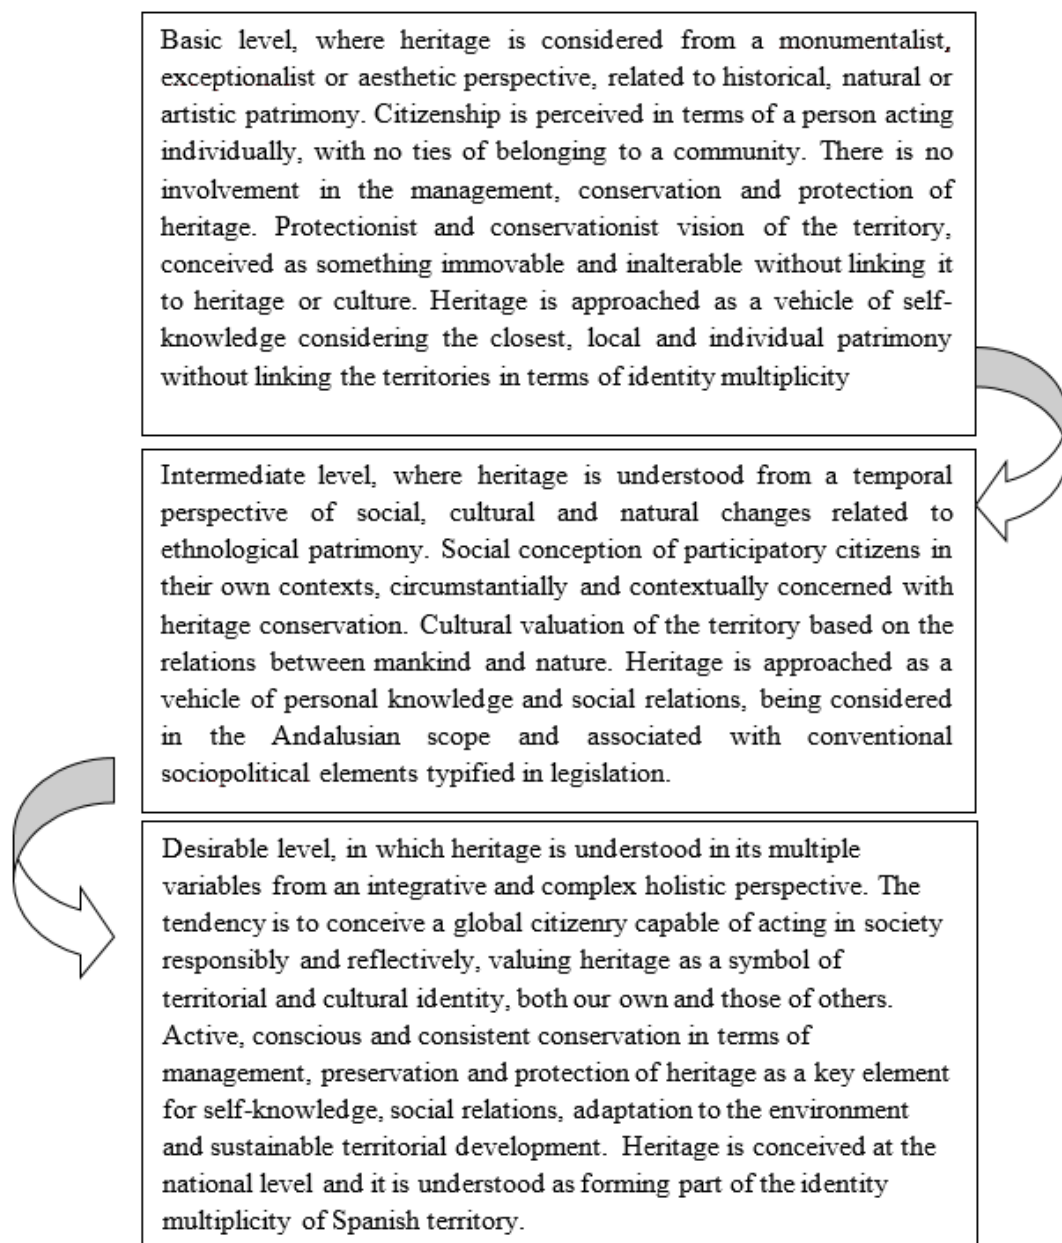 Basic level, where heritage is considered from a monumentalist,
exceptionalist or aesthetic perspective, related to historical, natural or
artistic patrimony. Citizenship is perceived in terms of a person acting
individually, with no ties of belonging to a community. There is no
involvement in the management, conservation and protection of
heritage. Protectionist and conservationist vision of the territory,
conceived as something immovable and inalterable without linking it
to heritage or culture. Heritage is approached as a vehicle of self-
knowledge considering the closest, local and individual patrimony
without linking the territories in terms of identity multiplicity
Intermediate level, where heritage is understood from a temporal
perspective of social, cultural and natural changes related to
ethnological patrimony. Social conception of participatory citizens in
their own contexts, circumstantially and contextually concerned with
heritage conservation. Cultural valuation of the territory based on the
relations between mankind and nature. Heritage is approached as a
vehicle of personal knowledge and social relations, being considered
in the Andalusian scope and associated with conventional
sociopolitical elements typified in legislation.
Desirable level, in which heritage is understood in its multiple
variables from an integrative and complex holistic perspective. The
tendency is to conceive a global citizenry capable of acting in society
responsibly and reflectively, valuing heritage as a symbol of
territorial and cultural identity, both our own and those of others.
Active, conscious and consistent conservation in terms of
management, preservation and protection of heritage as a key element
for self-knowledge, social relations, adaptation to the environment
and sustainable territorial development. Heritage is conceived at the
national level and it is understood as forming part of the identity
multiplicity of Spanish territory.